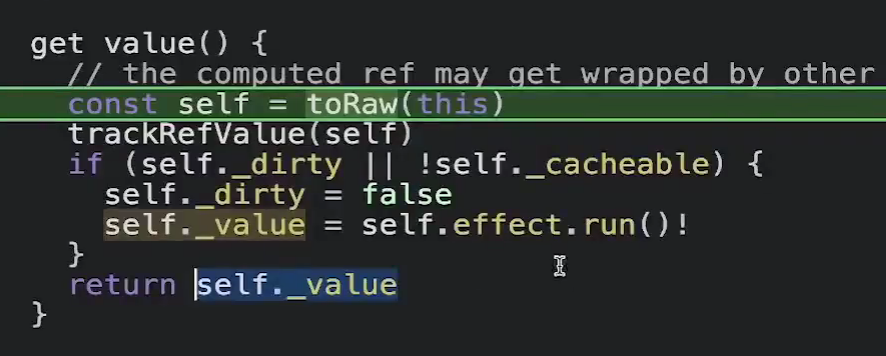 get value() {
// the computed ref may get wrapped by other
const self = toRaw(this)
trackRefValue(self)
if (self._dirty || !self._cacheable) {
self._dirty = false
self._value = self.effect.run()!
}
return self._value
}